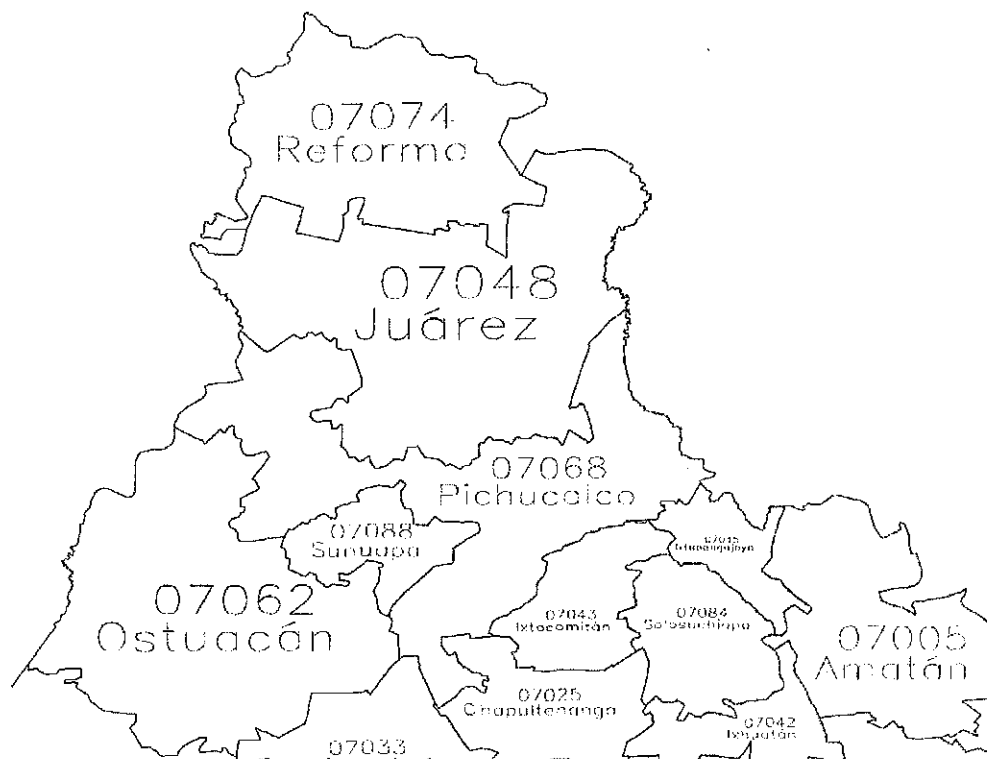 07074
Reforma
07048
Juárez
07068
Pichucalco
07088
Sunuapa
07062
Ostuacán
07043
Ixtacomitán
07084
Solosuchiapa
07005
Amatán
07025
Chapultenango
07042
Ixhuatán
07033